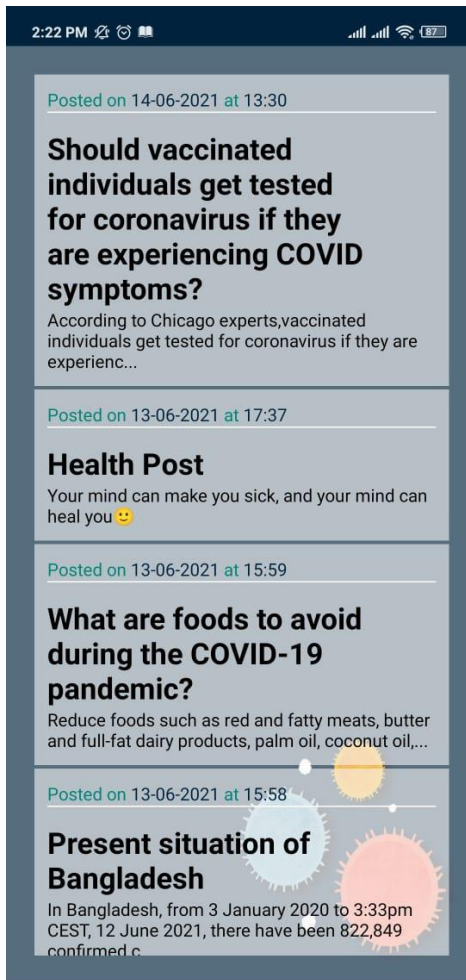 2:22 PM
87
Posted on 14-06-2021 at 13:30
Should vaccinated
individuals get tested
for coronavirus if they
are experiencing COVID
symptoms?
According to Chicago experts,vaccinated
individuals get tested for coronavirus if they are
experienc...
Posted on 13-06-2021 at 17:37
Health Post
Your mind can make you sick, and your mind can
heal you🙂
Posted on 13-06-2021 at 15:59
What are foods to avoid
during the COVID-19
pandemic?
Reduce foods such as red and fatty meats, butter
and full-fat dairy products, palm oil, coconut oil,...
Posted on 13-06-2021 at 15:58
Present situation of
Bangladesh
In Bangladesh, from 3 January 2020 to 3:33pm
CEST, 12 June 2021, there have been 822,849
confirmed c